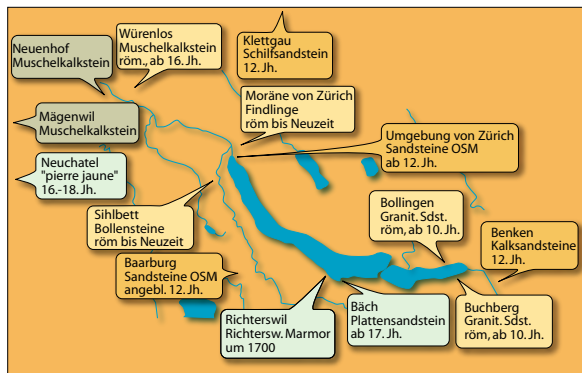 Neuenhof
Muschelkalkstein
Würenlos
Muschelkalkstein
röm., ab 16. Jh.
Klettgau
Schilfsandstein
12. Jh.
Mägenwil
Muschelkalkstein
Moräne von Zürich
Findlinge
röm bis Neuzeit
Umgebung von Zürich
Sandsteine OSM
ab 12. Jh.
Neuchatel
"pierre jaune"
16.-18. Jh.
Sihlbett
Bollensteine
röm bis Neuzeit
Bollingen
Granit. Sdst.
röm, ab 10. Jh.
Benken
Kalksandsteine
12. Jh.
Baarburg
Sandsteine OSM
angebl. 12. Jh.
Richterswil
Richtersw. Marmor
um 1700
Bäch
Plattensandstein
ab 17. Jh.
Buchberg
Granit. Sdst.
röm, ab 10. Jh.